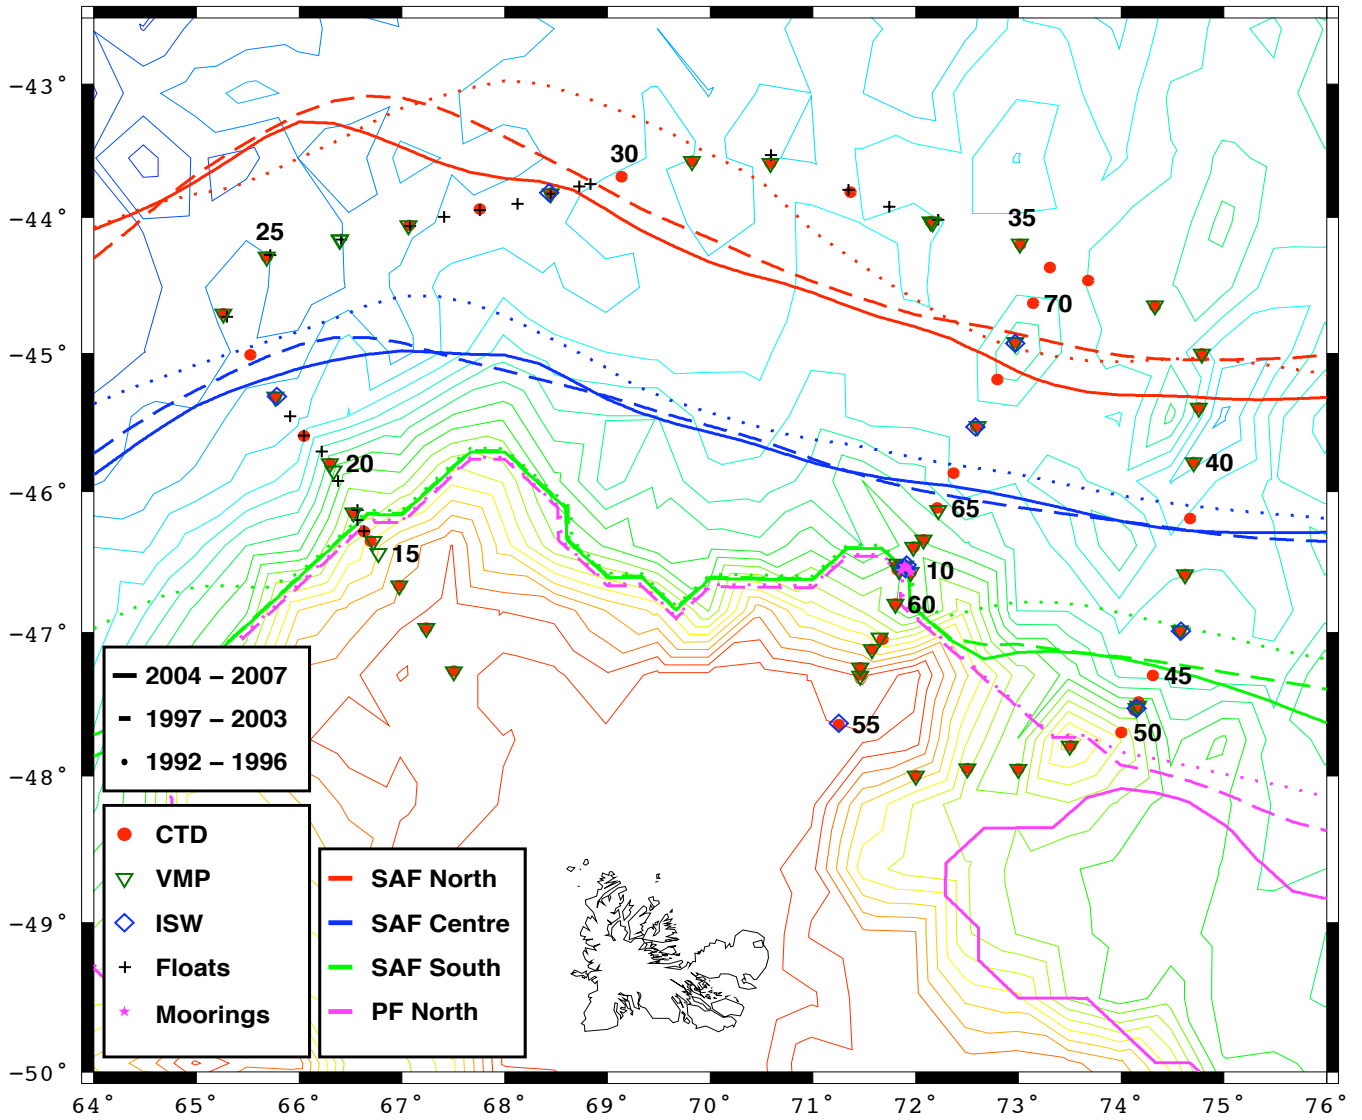 −43°
−44°
−45°
−46°
−47°
−48°
−49°
−50°
30
25
35
70
20
40
65
15
10
60
45
50
55
2004 − 2007
1997 − 2003
1992 − 1996
CTD
VMP
ISW
Floats
Moorings
SAF North
SAF Centre
SAF South
PF North
64° 65° 66° 67° 68° 69° 70° 71° 72° 73° 74° 75° 76°